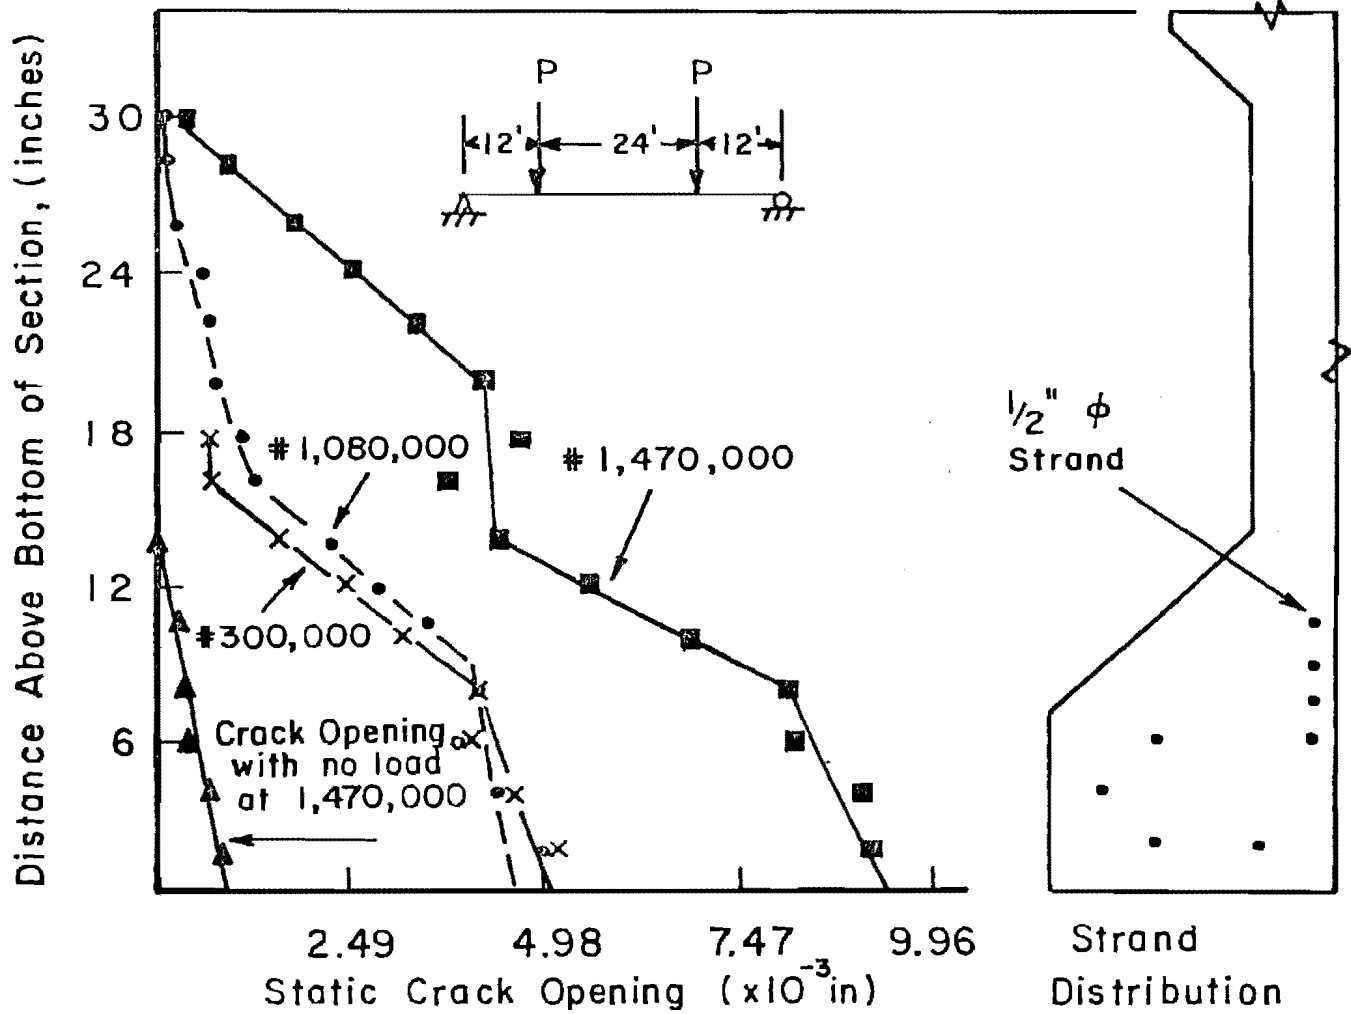 Distance Above Bottom of Section, (inches)
30
24
18
12
6
P P
12' 24' 12'
#1,080,000
#1,470,000
#300,000
Crack Opening
with no load
at 1,470,000
1/2" ϕ
Strand
2.49 4.98 7.47 9.96
Static Crack Opening (x10⁻³in)
Strand
Distribution